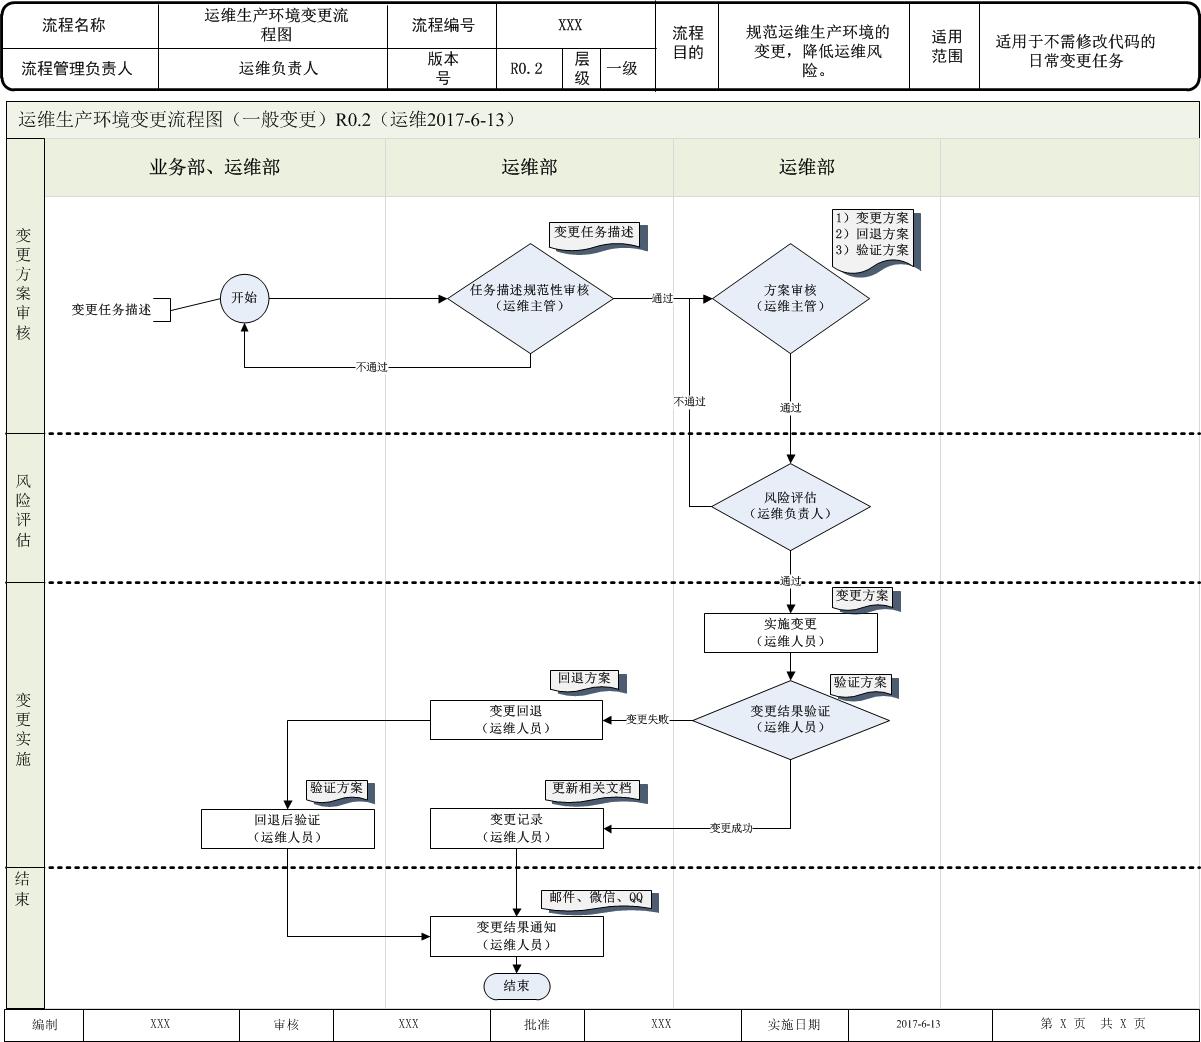 流程名称
运维生产环境变更流
程图
流程编号
XXX
流程
目的
规范运维生产环境的
变更，降低运维风
险。
适用
范围
适用于不需修改代码的
日常变更任务
流程管理负责人
运维负责人
版本
号
R0.2
层
级
一级
运维生产环境变更流程图（一般变更）R0.2（运维2017-6-13）
业务部、运维部
运维部
运维部
变
更
方
案
审
核
变更任务描述
1）变更方案
2）回退方案
3）验证方案
变更任务描述
开始
任务描述规范性审核
（运维主管）
通过
方案审核
（运维主管）
不通过
不通过
通过
风
险
评
估
风险评估
（运维负责人）
通过
变
更
实
施
变更方案
实施变更
（运维人员）
回退方案
验证方案
变更回退
（运维人员）
变更失败
变更结果验证
（运维人员）
验证方案
更新相关文档
回退后验证
（运维人员）
变更记录
（运维人员）
变更成功
结
束
邮件、微信、QQ
变更结果通知
（运维人员）
结束
编制
XXX
审核
XXX
批准
XXX
实施日期
2017-6-13
第 X 页 共 X 页